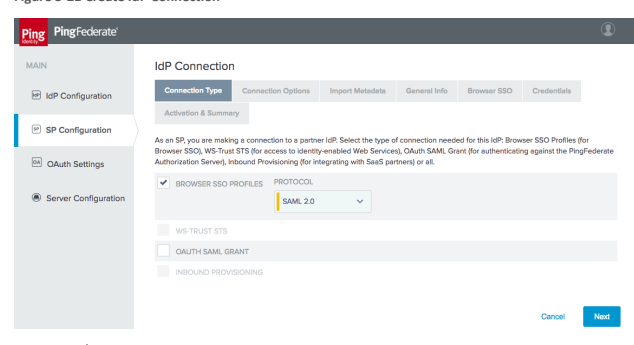 Ping
Identity
PingFederate®
MAIN
IdP
IdP Configuration
SP
SP Configuration
OA
OAuth Settings
Server Configuration
IdP Connection
Connection Type
Connection Options
Import Metadata
General Info
Browser SSO
Credentials
Activation & Summary
As an SP, you are making a connection to a partner IdP. Select the type of connection needed for this IdP: Browser SSO Profiles (for
Browser SSO), WS-Trust STS (for access to identity-enabled Web Services), OAuth SAML Grant (for authenticating against the PingFederate
Authorization Server), Inbound Provisioning (for integrating with SaaS partners) or all.
BROWSER SSO PROFILES
PROTOCOL
SAML 2.0
WS-TRUST STS
OAUTH SAML GRANT
INBOUND PROVISIONING
Cancel
Next